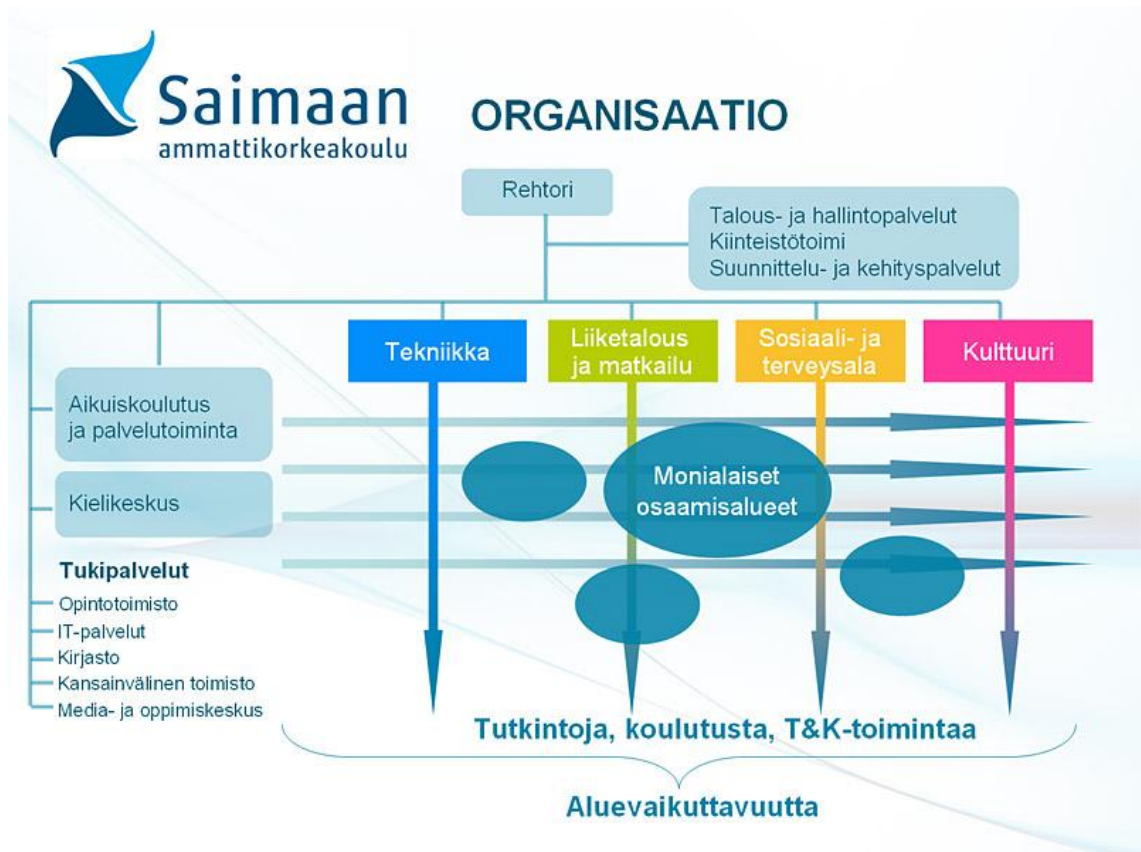 Saimaan
ammattikorkeakoulu
ORGANISAATIO
Rehtori
Talous- ja hallintopalvelut
Kiinteistötoimi
Suunnittelu- ja kehityspalvelut
Tekniikka
Liiketalous
ja matkailu
Sosiaali- ja
terveysala
Kulttuuri
Aikuiskoulutus
ja palvelutoiminta
Monialaiset
osaamisalueet
Kielikeskus
Tukipalvelut
Opintotoimisto
IT-palvelut
Kirjasto
Kansainvälinen toimisto
Media- ja oppimiskeskus
Tutkintoja, koulutusta, T&K-toimintaa
Aluevaikuttavuutta